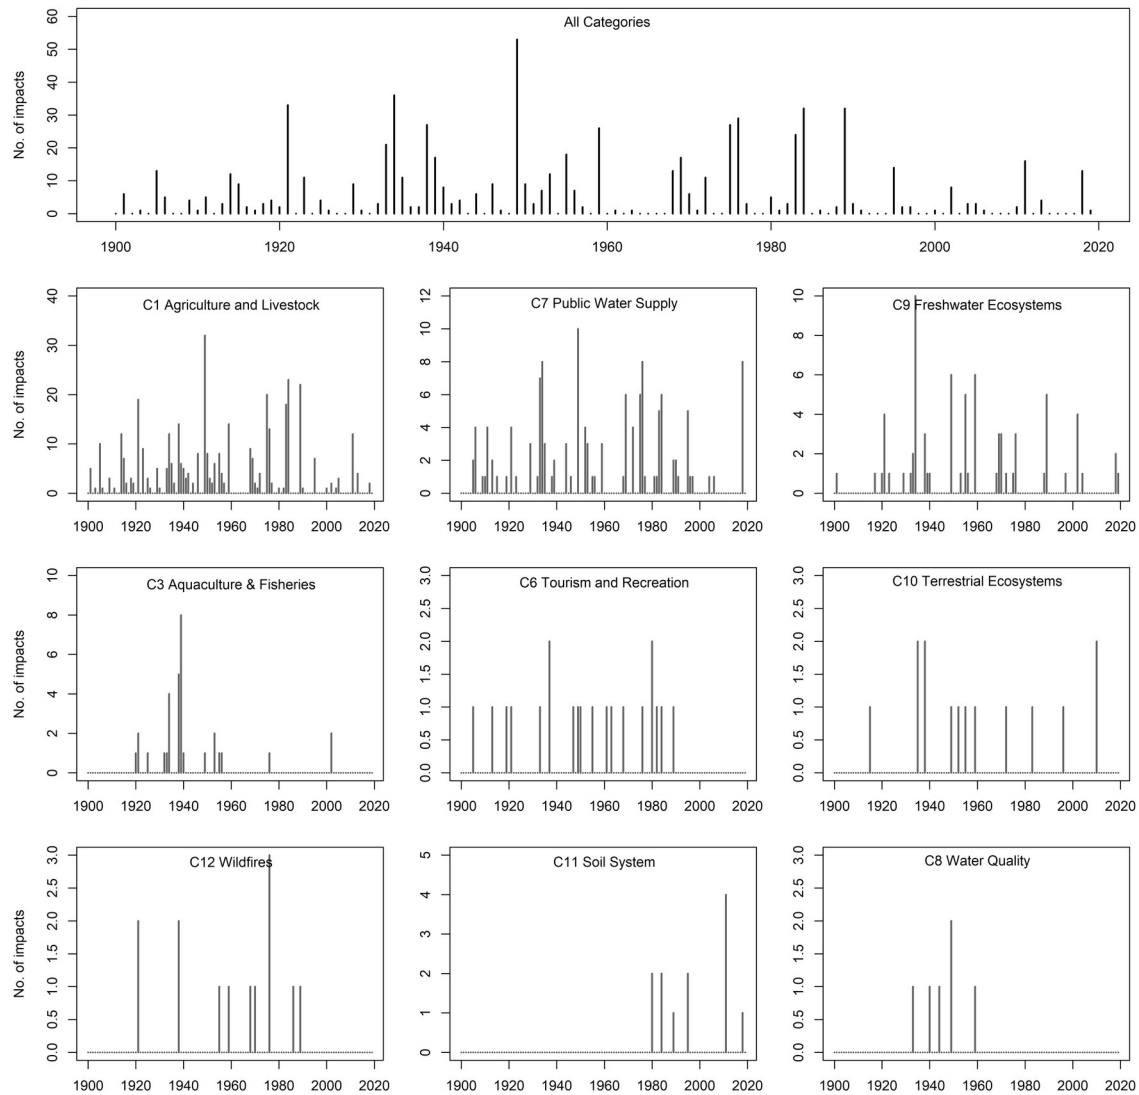 All Categories
No. of impacts
0 10 20 30 40 50 60
1900 1920 1940 1960 1980 2000 2020
C1 Agriculture and Livestock
No. of impacts
0 10 20 30 40
1900 1920 1940 1960 1980 2000 2020
C7 Public Water Supply
0 2 4 6 8 10 12
1900 1920 1940 1960 1980 2000 2020
C9 Freshwater Ecosystems
0 2 4 6 8 10
1900 1920 1940 1960 1980 2000 2020
C3 Aquaculture & Fisheries
No. of impacts
0 2 4 6 8 10
1900 1920 1940 1960 1980 2000 2020
C6 Tourism and Recreation
0.0 0.5 1.0 1.5 2.0 2.5 3.0
1900 1920 1940 1960 1980 2000 2020
C10 Terrestrial Ecosystems
0.0 0.5 1.0 1.5 2.0 2.5 3.0
1900 1920 1940 1960 1980 2000 2020
C12 Wildfires
No. of impacts
0.0 0.5 1.0 1.5 2.0 2.5 3.0
1900 1920 1940 1960 1980 2000 2020
C11 Soil System
0 1 2 3 4 5
1900 1920 1940 1960 1980 2000 2020
C8 Water Quality
0.0 0.5 1.0 1.5 2.0 2.5 3.0
1900 1920 1940 1960 1980 2000 2020